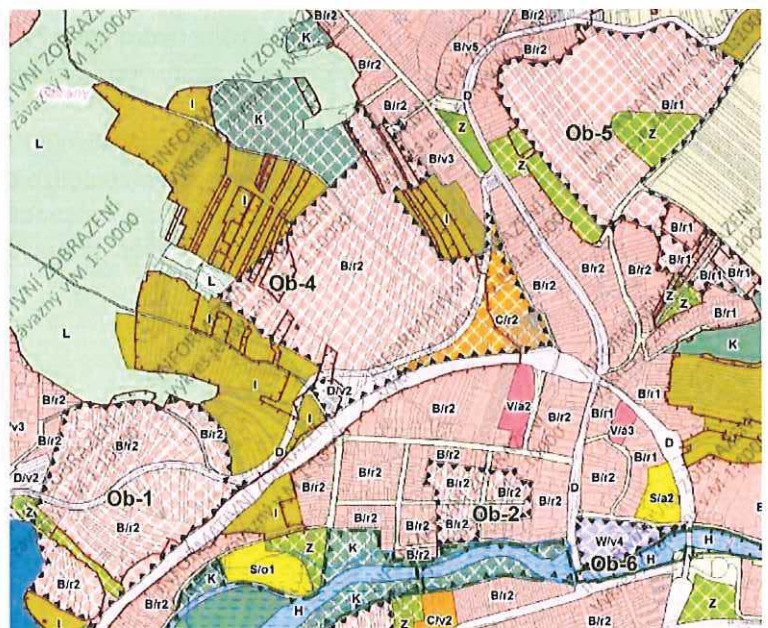 B/r2
B/r2
K
B/r2
B/v5
B/r2
I
K
B/r2
D
B/r1
Ob-5
Z
Z
Z
L
B/v3
I
I
B/r2
Ob-4
L
B/r2
B/r2
B/r1
B/r1
B/r1
B/r1
Z
Z
C/r2
B/r1
L
I
I
K
D/v2
B/r2
B/r2
B/r2
I
B/r2
V/a2
B/r2
B/r1
V/a3
B/r1
I
v3
B/r2
D
B/r2
B/r2
B/r2
B/r1
D
D/v2
Ob-1
B/r2
D
B/r2
S/a2
B/r2
B/r2
B/r2
B/r2
Ob-2
B/r2
I
Z
K
B/r2
W/v4
H
H
Ob-6
Z
S/o1
K
B/r2
K
B/r2
I
H
K
Z
C/v2
B/r2
Z
INFORMATIVNÍ ZOBRAZENÍ
závazný v M 1:10000